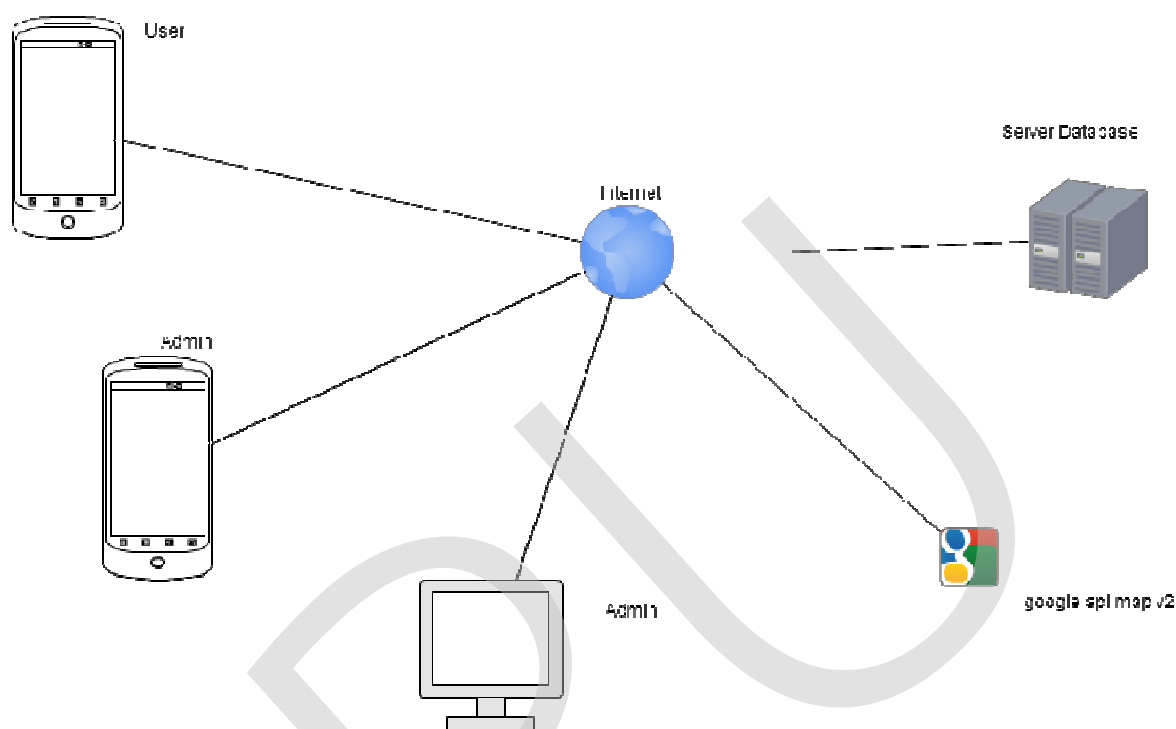 User
Server Database
Internet
Admin
Admin
google api map v2